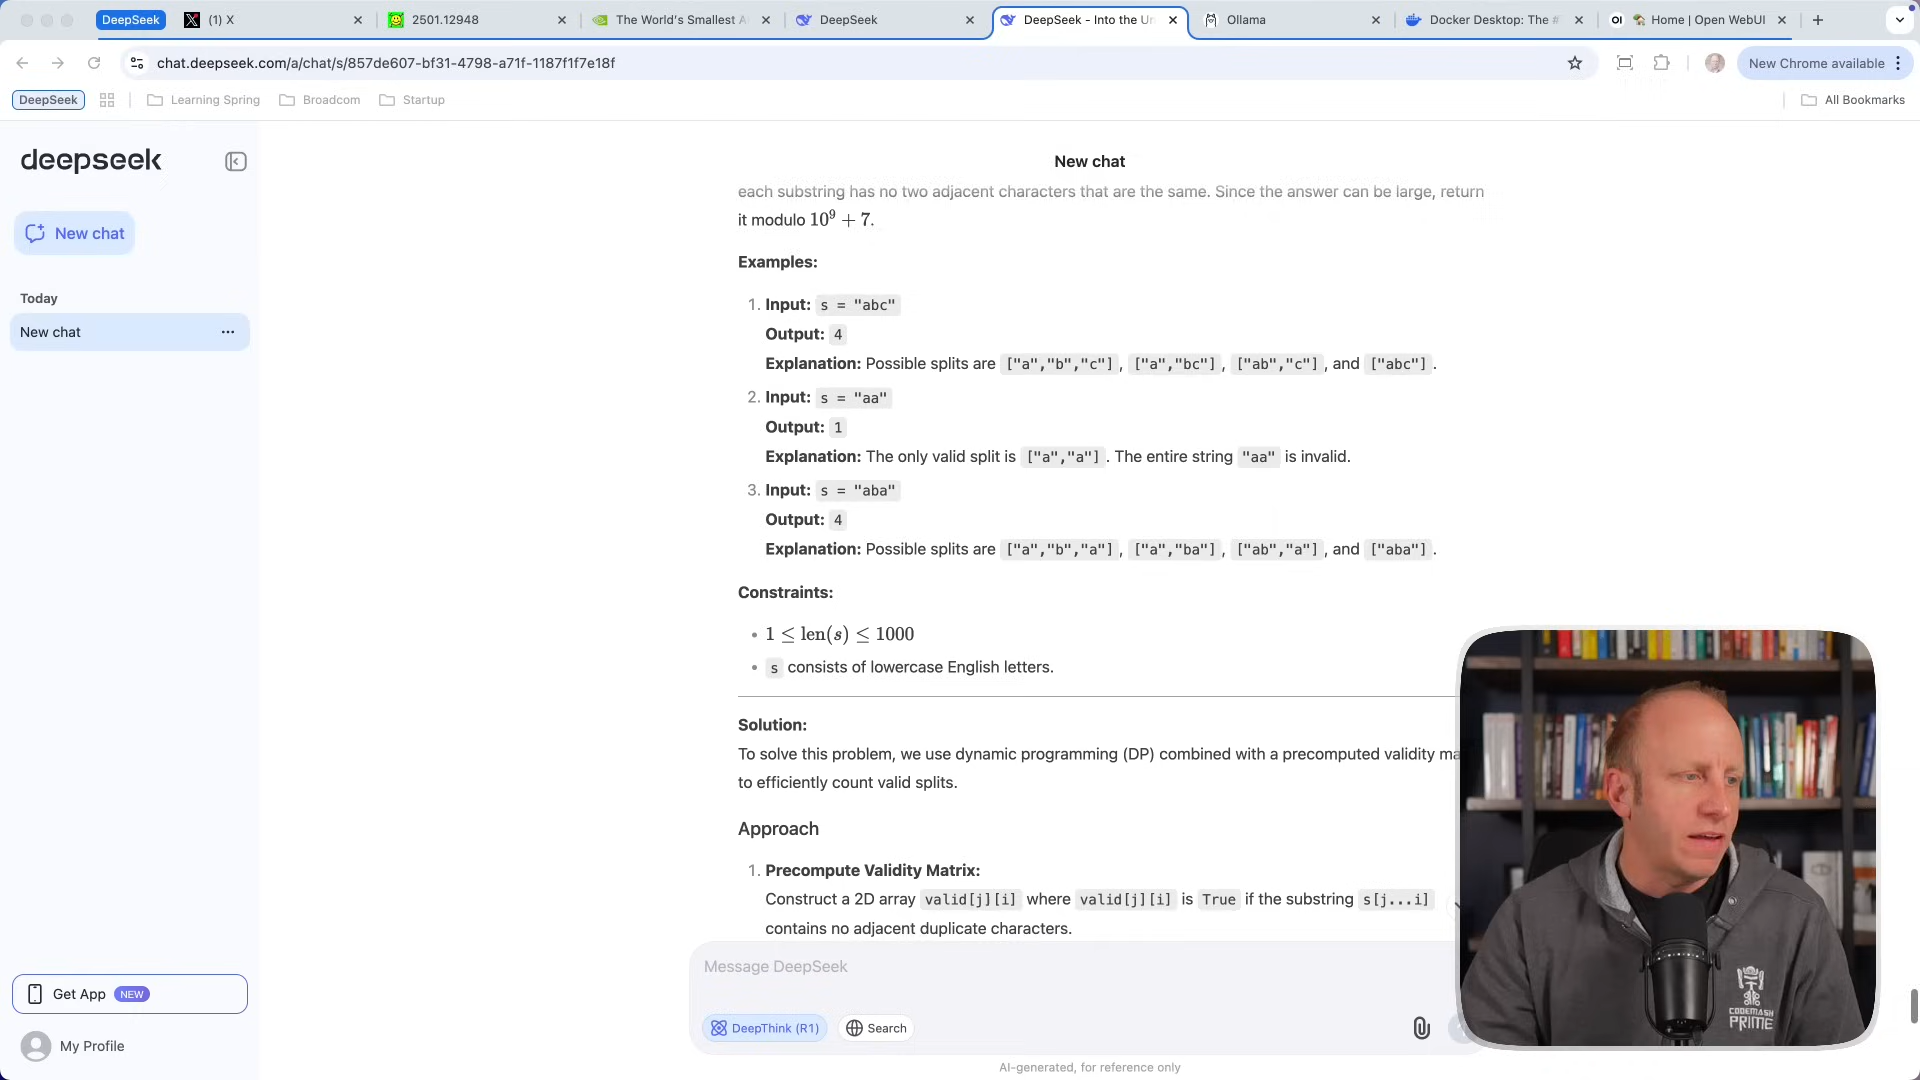 DeepSeek
(1) X
2501.12948
The World's Smallest A
DeepSeek
DeepSeek - Into the Un
Ollama
Docker Desktop: The #
OI
Home | Open WebUI
chat.deepseek.com/a/chat/s/857de607-bf31-4798-a71f-1187f1f7e18f
New Chrome available
DeepSeek
Learning Spring
Broadcom
Startup
All Bookmarks
deepseek
New chat
Today
New chat
Get App NEW
My Profile
New chat
each substring has no two adjacent characters that are the same. Since the answer can be large, return
it modulo 10⁹ + 7.
Examples:
1. Input: s = "abc"
Output: 4
Explanation: Possible splits are ["a","b","c"], ["a","bc"], ["ab","c"], and ["abc"].
2. Input: s = "aa"
Output: 1
Explanation: The only valid split is ["a","a"]. The entire string "aa" is invalid.
3. Input: s = "aba"
Output: 4
Explanation: Possible splits are ["a","b","a"], ["a","ba"], ["ab","a"], and ["aba"].
Constraints:
• 1 ≤ len(s) ≤ 1000
• s consists of lowercase English letters.
Solution:
To solve this problem, we use dynamic programming (DP) combined with a precomputed validity ma
to efficiently count valid splits.
Approach
1. Precompute Validity Matrix:
Construct a 2D array valid[j][i] where valid[j][i] is True if the substring s[j...i]
contains no adjacent duplicate characters.
Message DeepSeek
DeepThink (R1)
Search
AI-generated, for reference only
CODEMASH
PRIME